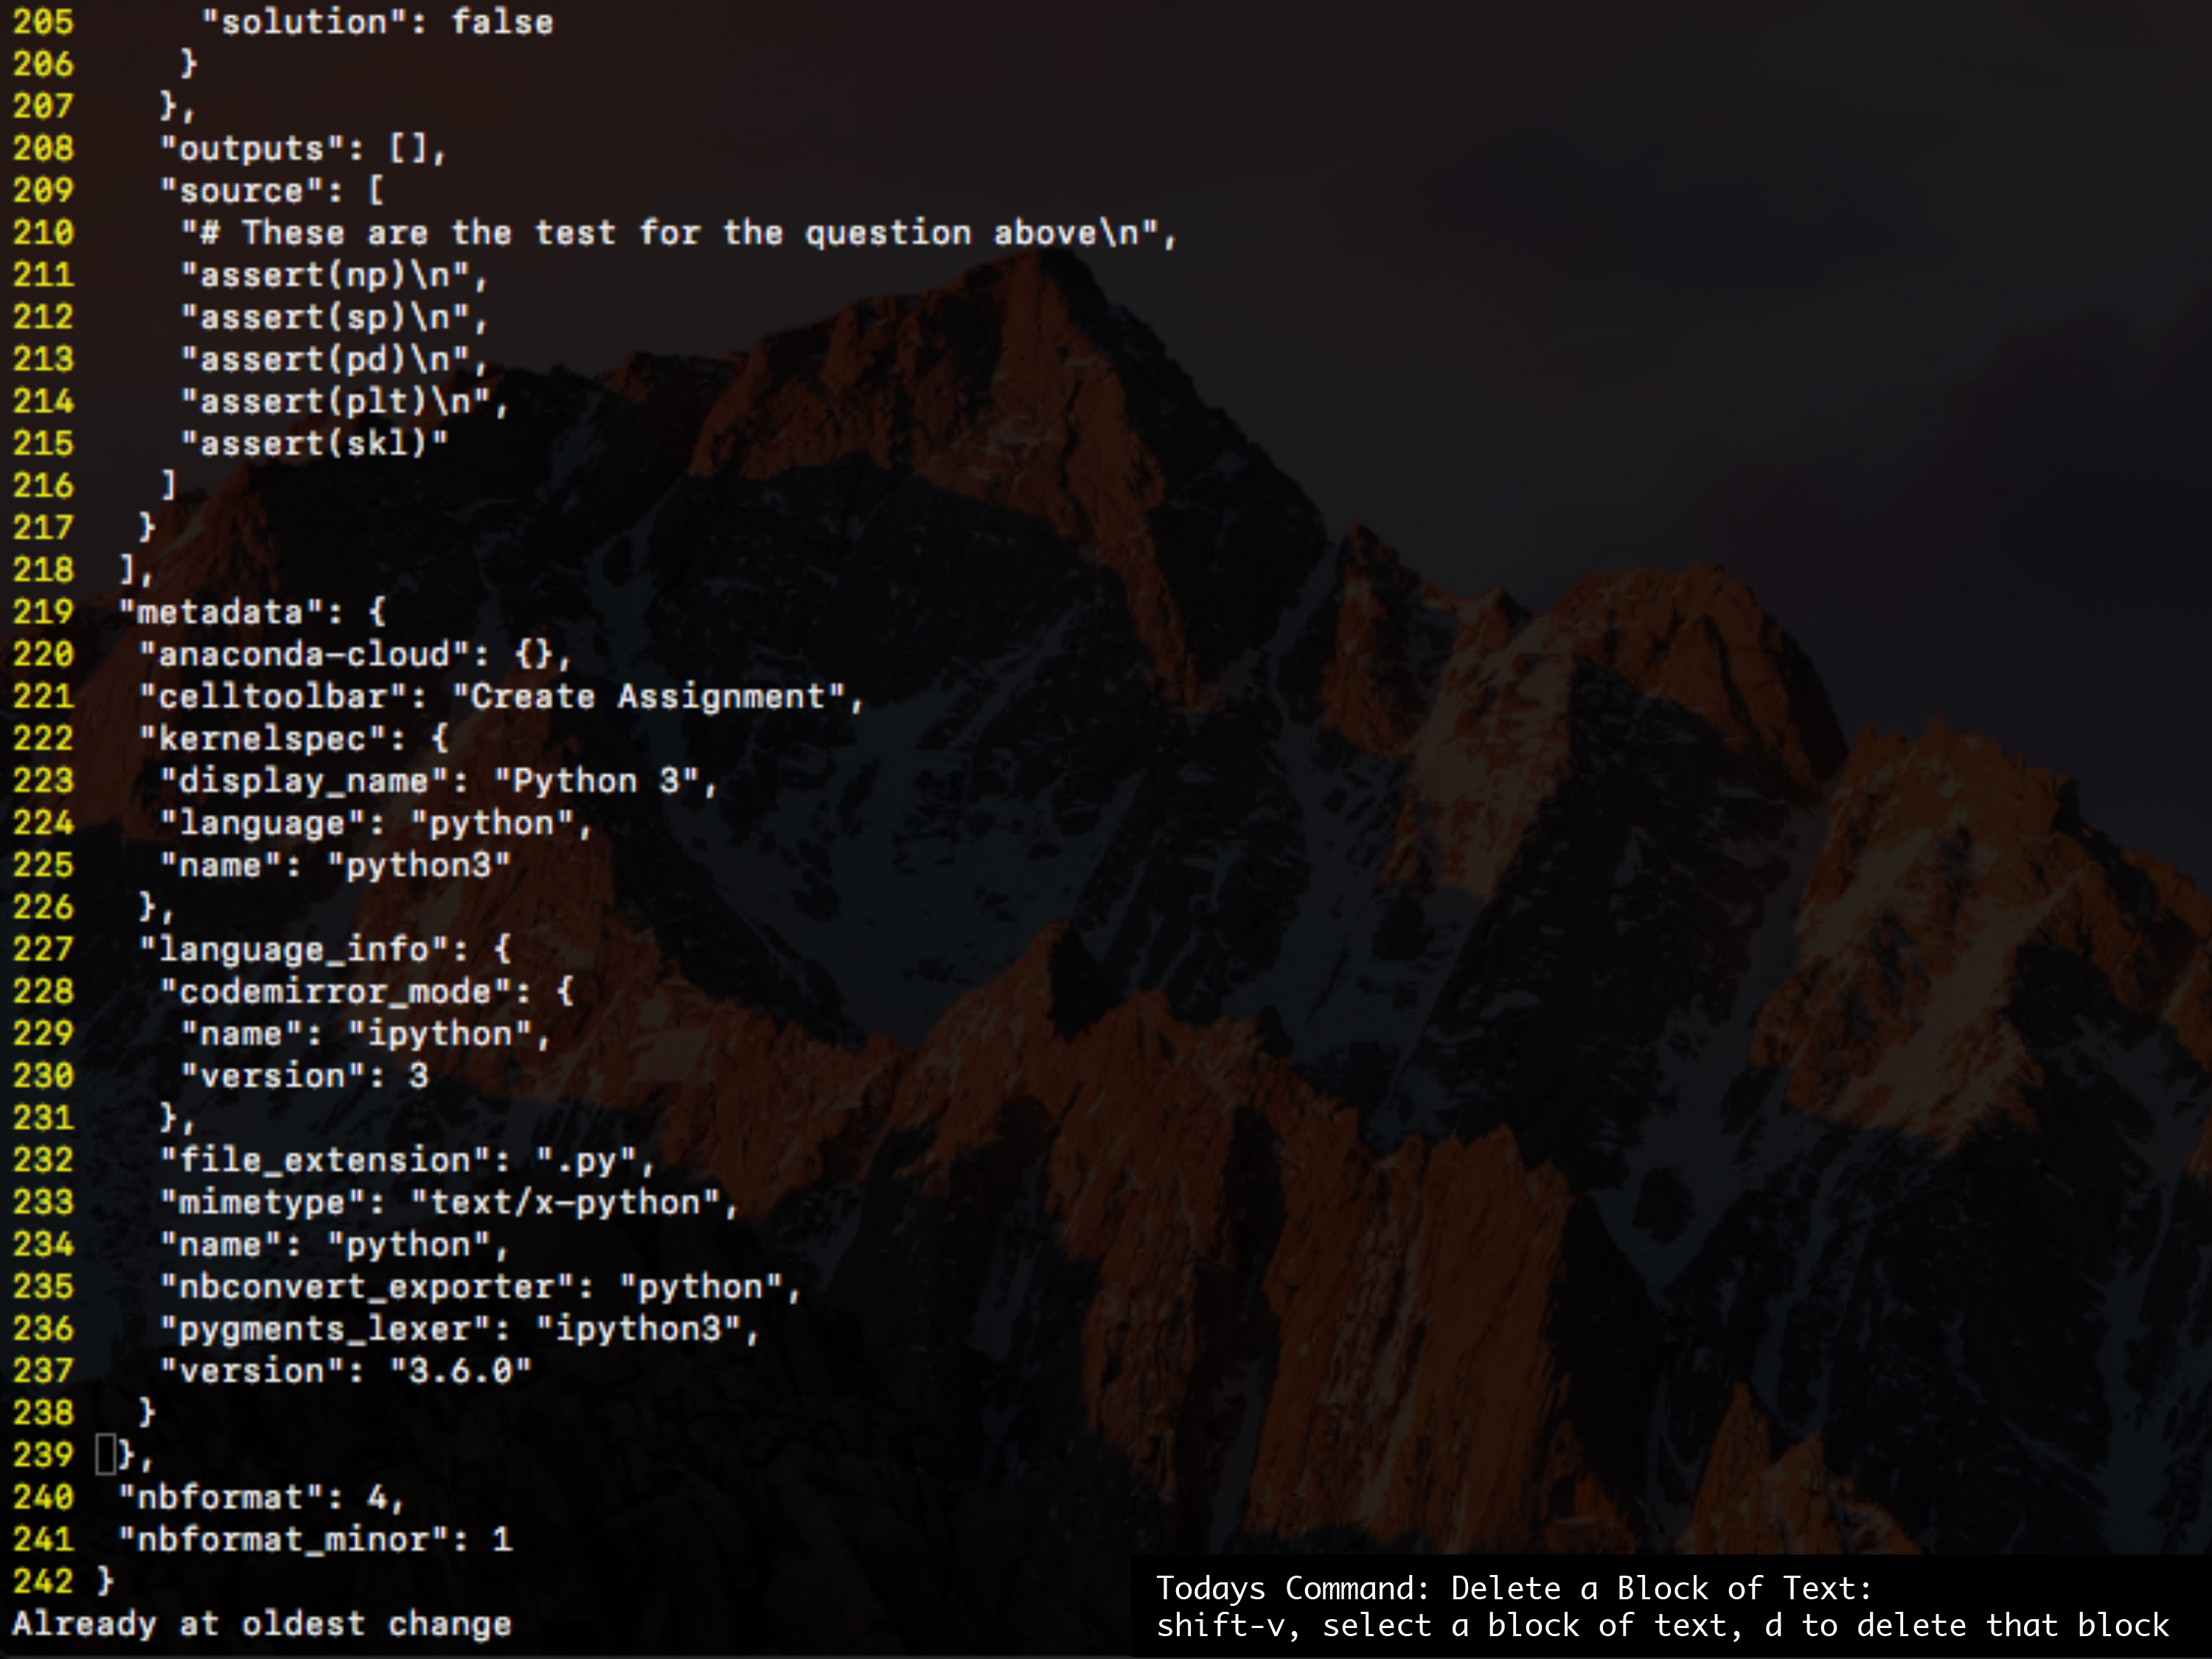 205      "solution": false
206     }
207    },
208    "outputs": [],
209    "source": [
210     "# These are the test for the question above\n",
211     "assert(np)\n",
212     "assert(sp)\n",
213     "assert(pd)\n",
214     "assert(plt)\n",
215     "assert(skl)"
216    ]
217   }
218  ],
219  "metadata": {
220   "anaconda-cloud": {},
221   "celltoolbar": "Create Assignment",
222   "kernelspec": {
223    "display_name": "Python 3",
224    "language": "python",
225    "name": "python3"
226   },
227   "language_info": {
228    "codemirror_mode": {
229     "name": "ipython",
230     "version": 3
231    },
232    "file_extension": ".py",
233    "mimetype": "text/x-python",
234    "name": "python",
235    "nbconvert_exporter": "python",
236    "pygments_lexer": "ipython3",
237    "version": "3.6.0"
238   }
239  },
240  "nbformat": 4,
241  "nbformat_minor": 1
242 }
Already at oldest change
Todays Command: Delete a Block of Text:
shift-v, select a block of text, d to delete that block